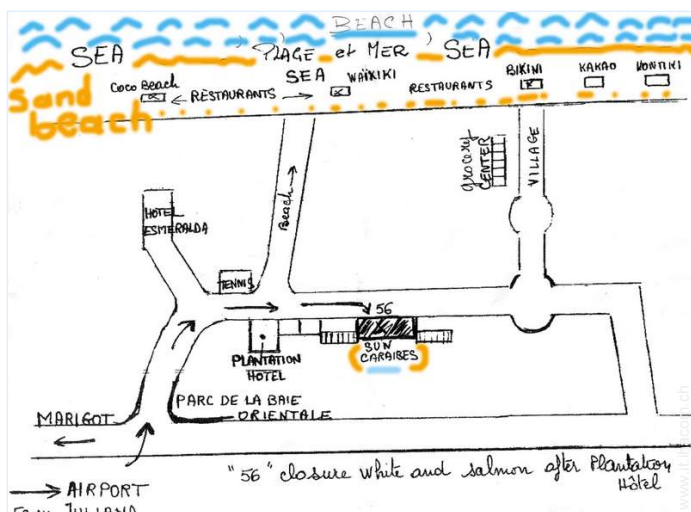 BEACH
SEA PLAGE et MER SEA
Sand beach
Coco Beach
RESTAURANTS
SEA
WAÏKIKI
RESTAURANTS
BIKINI
KAKAO
KONTIKI
grocery
CENTER
VILLAGE
HOTEL
ESMERALDA
Beach
TENNIS
56
PLANTATION
HOTEL
SUN
CARAIBES
PARC DE LA BAIE
ORIENTALE
MARIGOT
"56" closure white and salmon after Plantation
Hôtel
AIRPORT